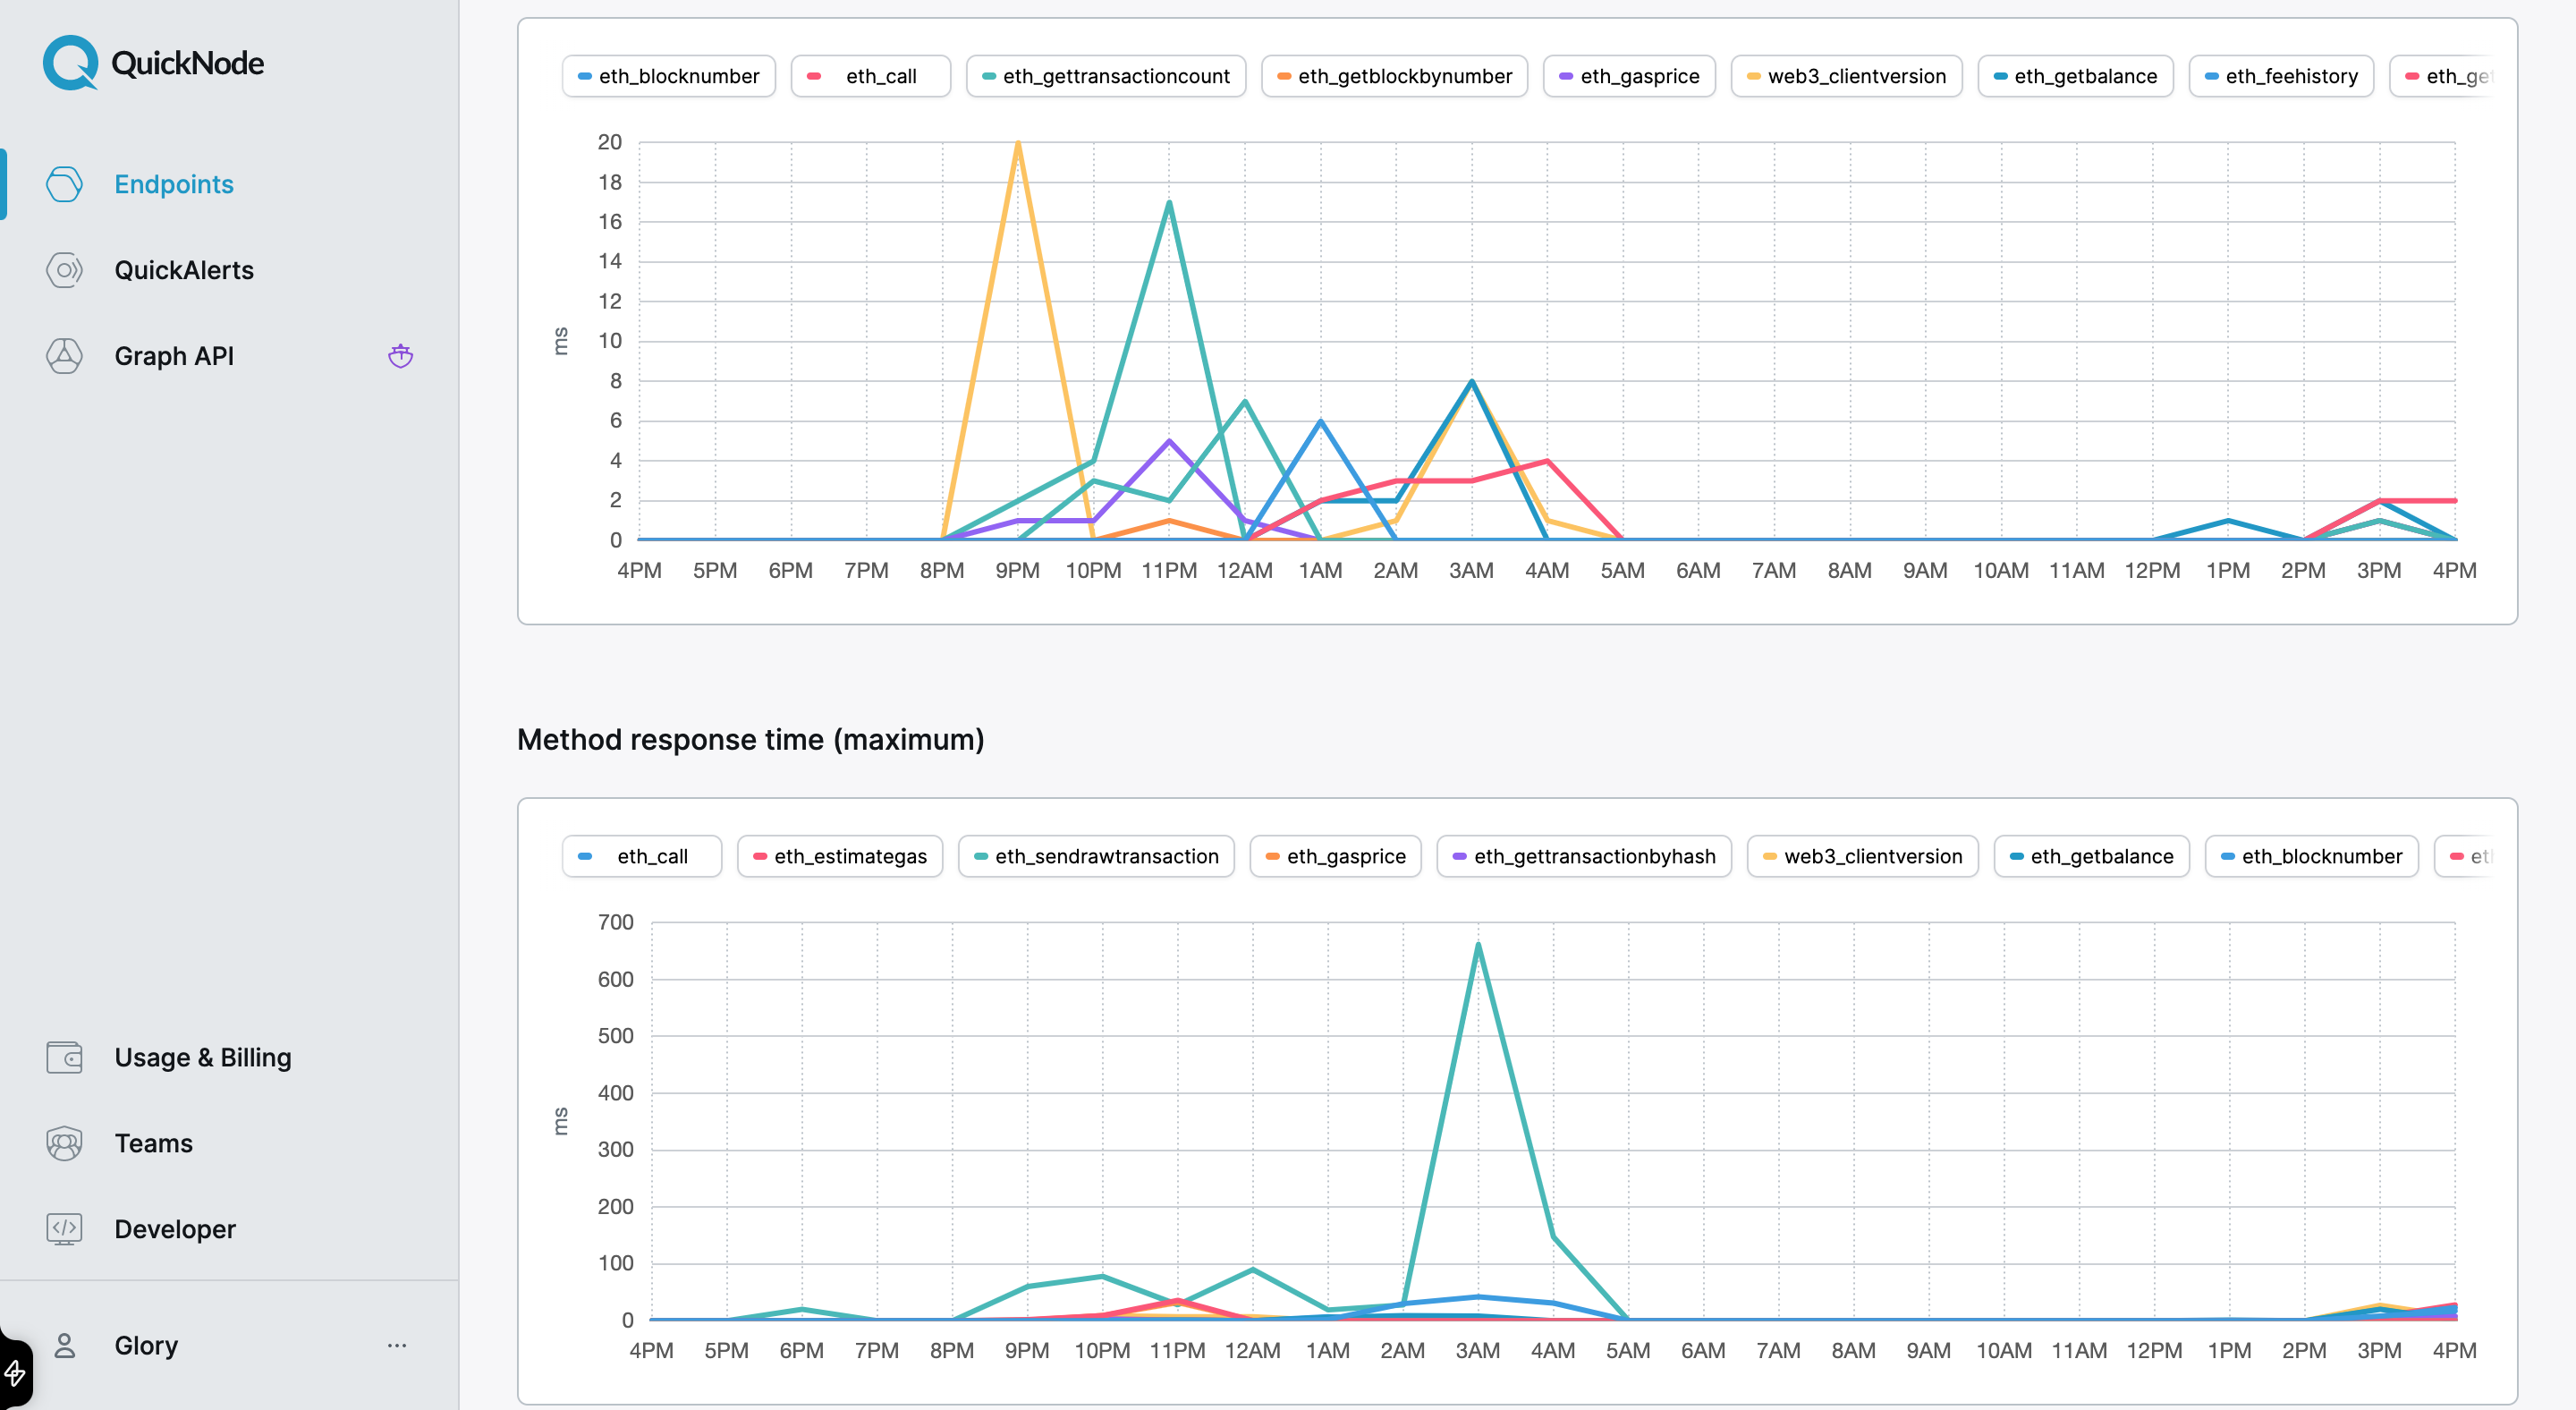 QuickNode
Endpoints
QuickAlerts
Graph API
Usage & Billing
Teams
Developer
Glory
eth_blocknumber eth_call eth_gettransactioncount eth_getblockbynumber eth_gasprice web3_clientversion eth_getbalance eth_feehistory eth_get
20
18
16
14
12
10
8
6
4
2
0
ms
4PM 5PM 6PM 7PM 8PM 9PM 10PM 11PM 12AM 1AM 2AM 3AM 4AM 5AM 6AM 7AM 8AM 9AM 10AM 11AM 12PM 1PM 2PM 3PM 4PM
Method response time (maximum)
eth_call eth_estimategas eth_sendrawtransaction eth_gasprice eth_gettransactionbyhash web3_clientversion eth_getbalance eth_blocknumber et
700
600
500
400
300
200
100
0
ms
4PM 5PM 6PM 7PM 8PM 9PM 10PM 11PM 12AM 1AM 2AM 3AM 4AM 5AM 6AM 7AM 8AM 9AM 10AM 11AM 12PM 1PM 2PM 3PM 4PM